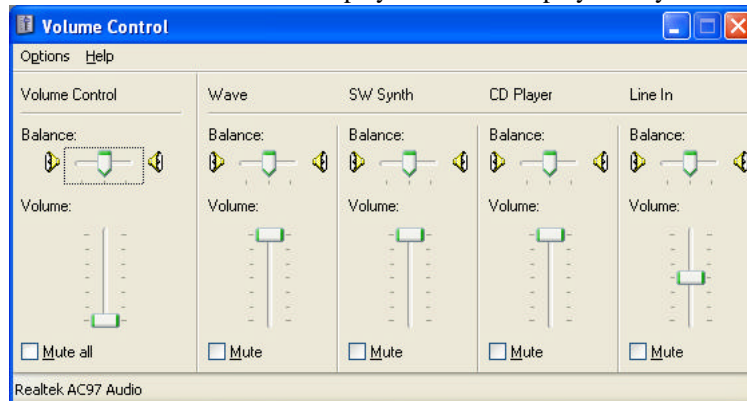 Volume Control
Options Help
Volume Control Wave SW Synth CD Player Line In
Balance: Balance: Balance: Balance: Balance:
Volume: Volume: Volume: Volume: Volume:
Mute all Mute Mute Mute Mute
Realtek AC97 Audio